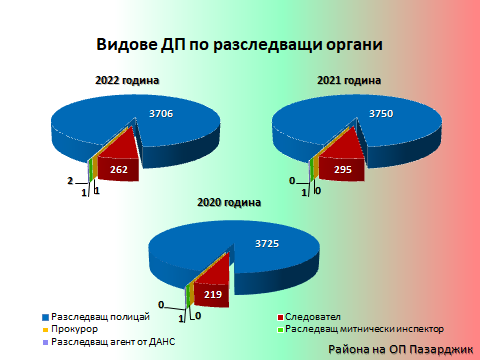 Видове ДП по разследващи органи
2022 година
3706
262
2
1
1
2021 година
3750
295
0
1
0
2020 година
3725
219
0
1
0
Разследващ полицай
Следовател
Прокурор
Раследващ митнически инспектор
Разследващ агент от ДАНС
Района на ОП Пазарджик